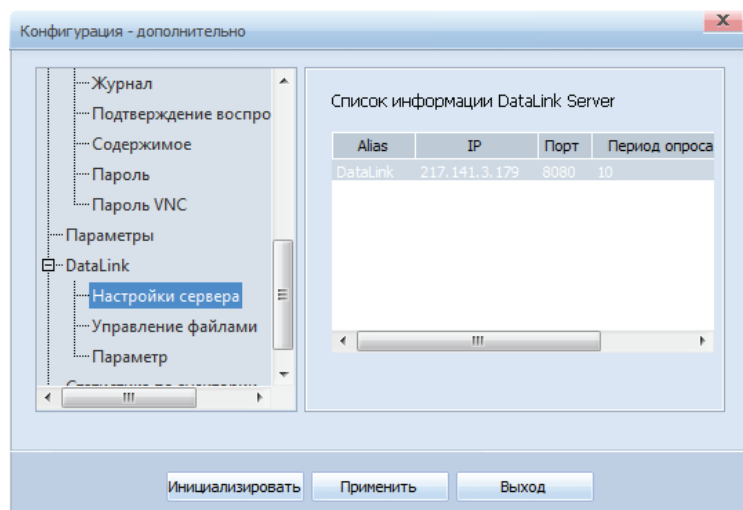 Конфигурация - дополнительно
Журнал
Подтверждение воспро
Содержимое
Пароль
Пароль VNC
Параметры
DataLink
Настройки сервера
Управление файлами
Параметр
Список информации DataLink Server
Alias IP Порт Период опроса
DataLink 217.141.3.179 8080 10
Инициализировать Применить Выход